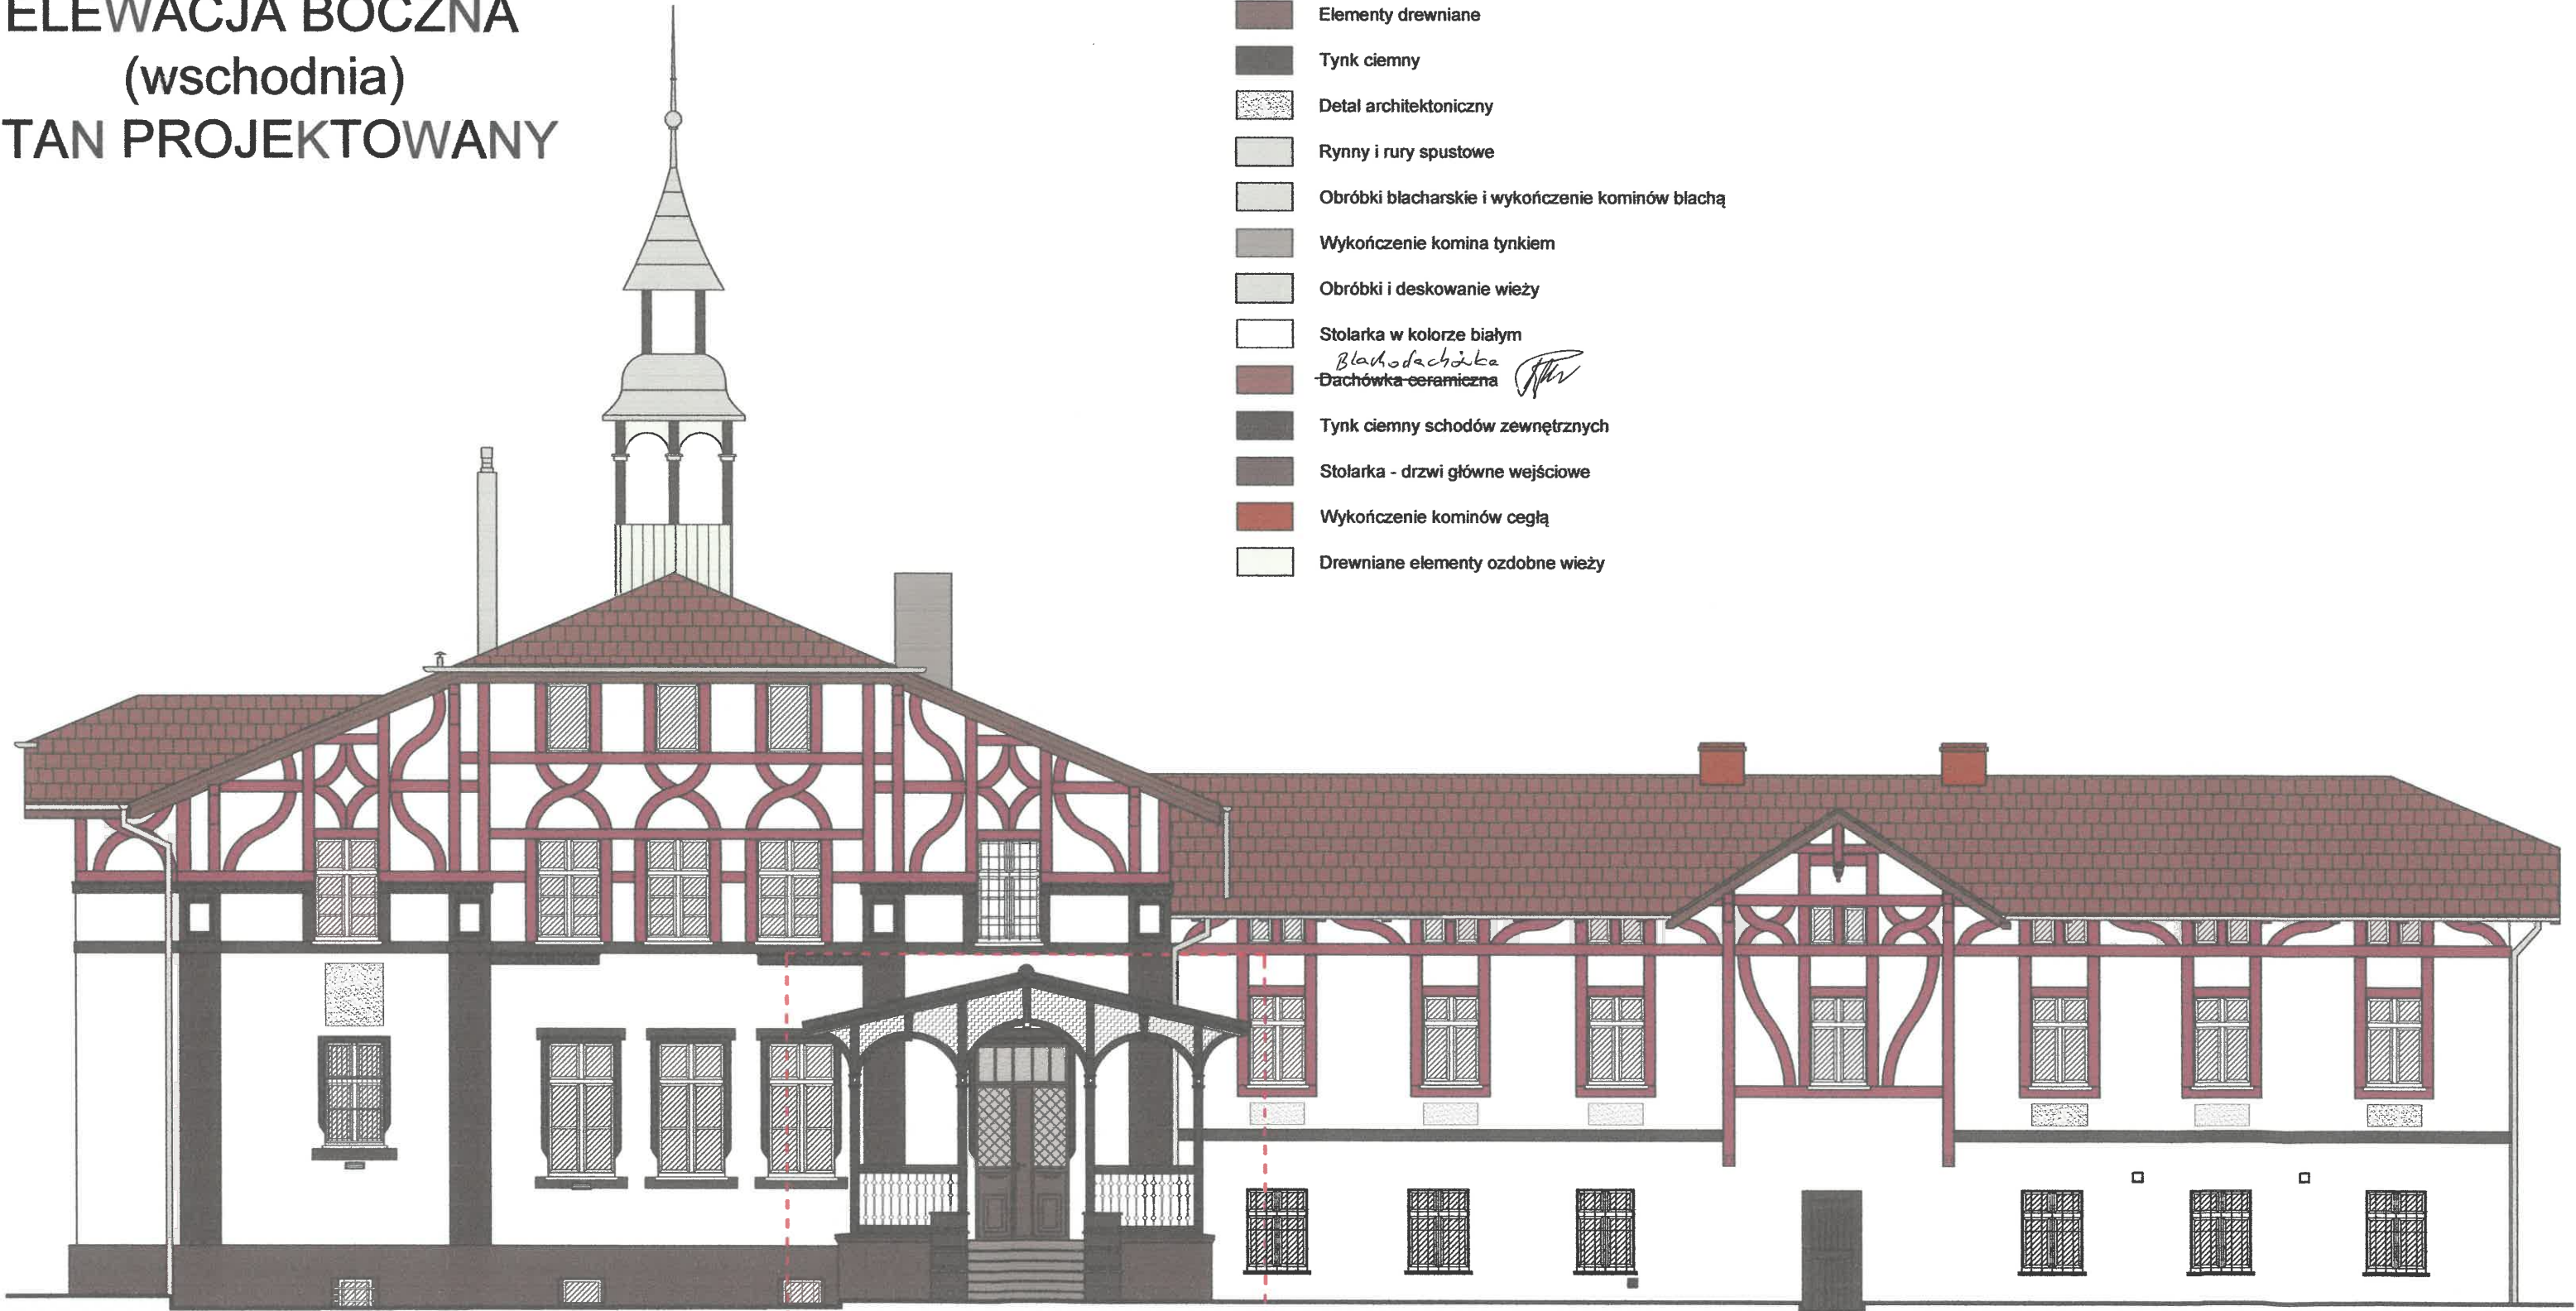 ELEWACJA BOCZNA
(wschodnia)
TAN PROJEKTOWANY
Elementy drewniane
Tynk ciemny
Detal architektoniczny
Rynny i rury spustowe
Obróbki blacharskie i wykończenie kominów blachą
Wykończenie komina tynkiem
Obróbki i deskowanie wieży
Stolarka w kolorze białym
Blachodachówka
Dachówka ceramiczna
Tynk ciemny schodów zewnętrznych
Stolarka - drzwi główne wejściowe
Wykończenie kominów cegłą
Drewniane elementy ozdobne wieży